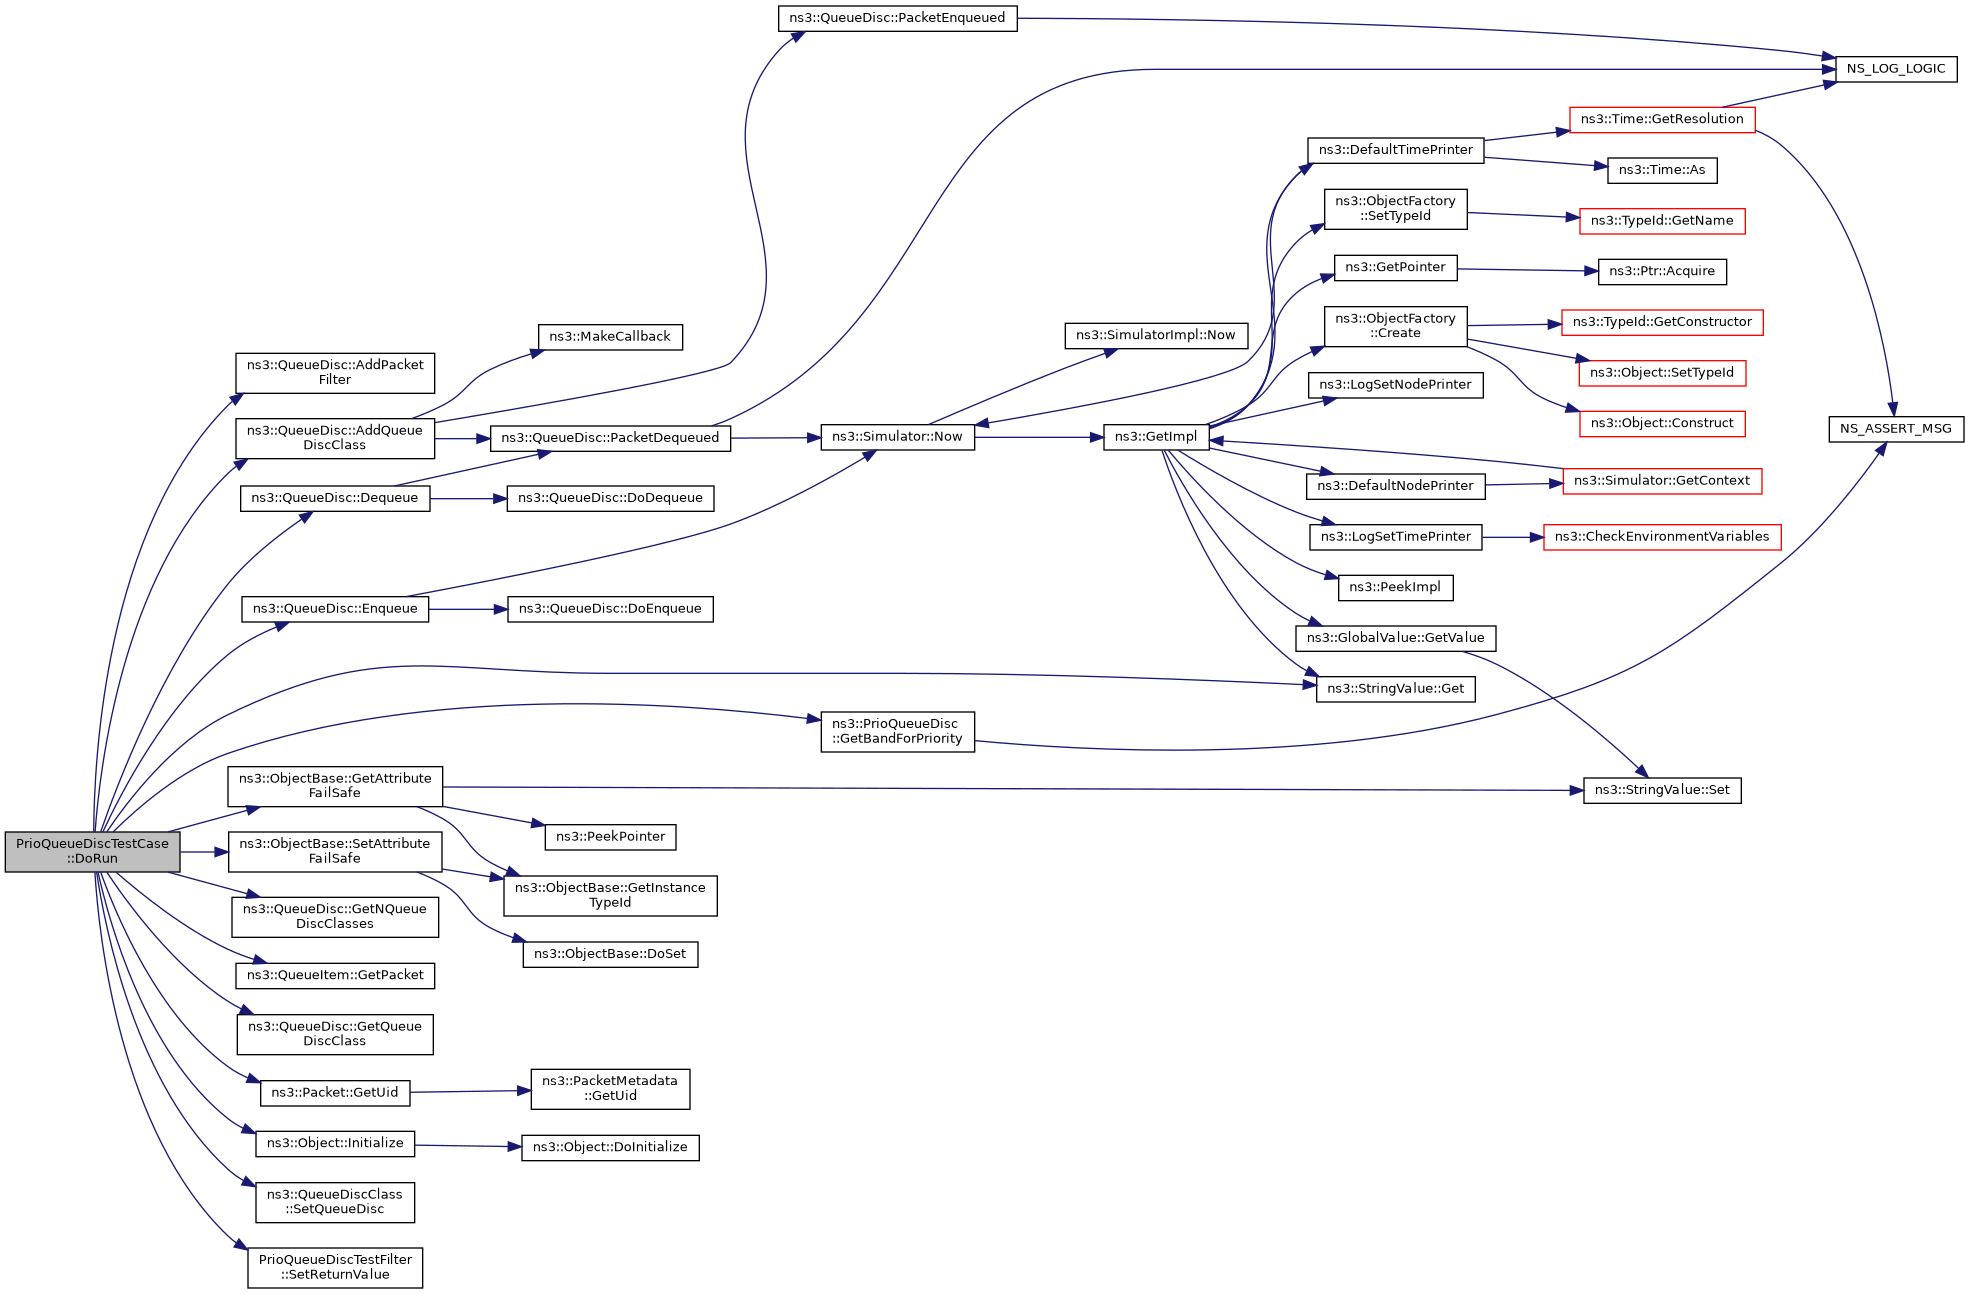 ns3::QueueDisc::PacketEnqueued
NS_LOG_LOGIC
ns3::Time::GetResolution
ns3::DefaultTimePrinter
ns3::Time::As
ns3::ObjectFactory
::SetTypeId
ns3::TypeId::GetName
ns3::GetPointer
ns3::Ptr::Acquire
ns3::ObjectFactory
::Create
ns3::TypeId::GetConstructor
ns3::SimulatorImpl::Now
ns3::MakeCallback
ns3::QueueDisc::AddPacket
Filter
ns3::Object::SetTypeId
ns3::LogSetNodePrinter
ns3::Object::Construct
NS_ASSERT_MSG
ns3::QueueDisc::AddQueue
DiscClass
ns3::QueueDisc::PacketDequeued
ns3::Simulator::Now
ns3::GetImpl
ns3::Simulator::GetContext
ns3::DefaultNodePrinter
ns3::QueueDisc::Dequeue
ns3::QueueDisc::DoDequeue
ns3::LogSetTimePrinter
ns3::CheckEnvironmentVariables
ns3::PeekImpl
ns3::QueueDisc::Enqueue
ns3::QueueDisc::DoEnqueue
ns3::GlobalValue::GetValue
ns3::StringValue::Get
ns3::PrioQueueDisc
::GetBandForPriority
ns3::ObjectBase::GetAttribute
FailSafe
ns3::StringValue::Set
ns3::PeekPointer
PrioQueueDiscTestCase
::DoRun
ns3::ObjectBase::SetAttribute
FailSafe
ns3::ObjectBase::GetInstance
TypeId
ns3::QueueDisc::GetNQueue
DiscClasses
ns3::ObjectBase::DoSet
ns3::QueueItem::GetPacket
ns3::QueueDisc::GetQueue
DiscClass
ns3::Packet::GetUid
ns3::PacketMetadata
::GetUid
ns3::Object::Initialize
ns3::Object::DoInitialize
ns3::QueueDiscClass
::SetQueueDisc
PrioQueueDiscTestFilter
::SetReturnValue